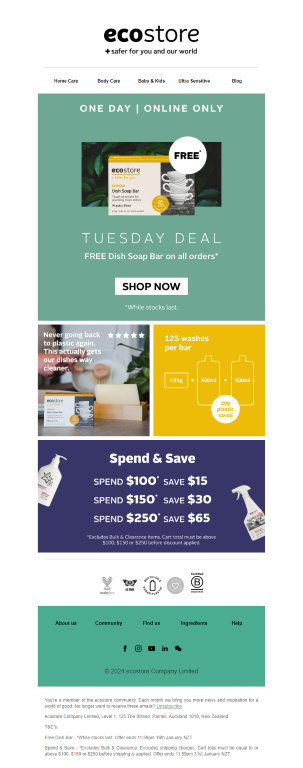 ecostore
+ safer for you and our world
Home Care Body Care Baby & Kids Ultra Sensitive Blog
ONE DAY | ONLINE ONLY
FREE*
ecostore
LEMON
Dish Soap Bar
Plastic Free
TUESDAY DEAL
FREE Dish Soap Bar on all orders*
SHOP NOW
*While stocks last.
Never going back
to plastic again.
This actually gets
our dishes way
cleaner.
125 washes
per bar
125g = 500ml + 500ml
20g
plastic
saved
Spend & Save
SPEND $100* SAVE $15
SPEND $150* SAVE $30
SPEND $250* SAVE $65
*Excludes Bulk & Clearance items. Cart total must be above
$100, $150 or $250 before discount applied.
Certified
B
About us Community Find us Ingredients Help
© 2024 ecostore Company Limited
You're a member of the ecostore community. Each month we bring you more news and inspiration for a
world of good. No longer want to receive these emails? Unsubscribe.
ecostore Company Limited, Level 1, 125 The Strand, Parnell, Auckland 1010, New Zealand.
T&C's:
Free Dish Bar - *While stocks last. Offer ends 11:59pm 16th January NZT.
Spend & Save - *Excludes Bulk & Clearance. Excludes shipping charges. Cart total must be equal to or
above $100, $150 or $250 before shipping is applied. Offer ends 11:59pm 31st January NZT.